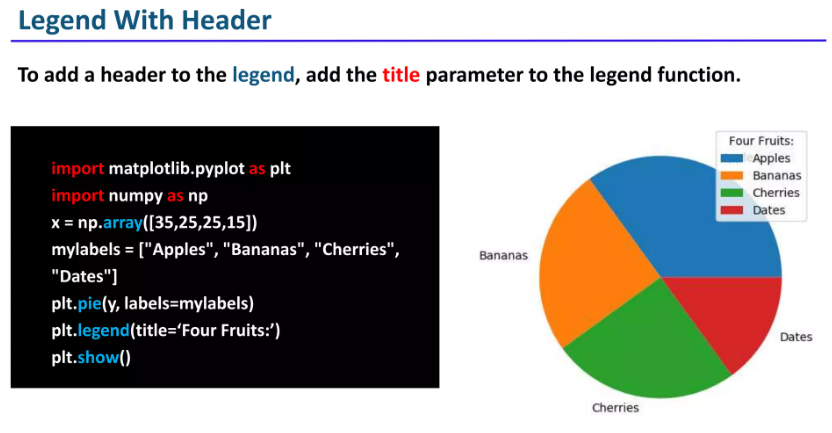 Legend With Header
To add a header to the legend, add the title parameter to the legend function.
import matplotlib.pyplot as plt
import numpy as np
x = np.array([35,25,25,15])
mylabels = ["Apples", "Bananas", "Cherries",
"Dates"]
plt.pie(y, labels=mylabels)
plt.legend(title=‘Four Fruits:’)
plt.show()
Four Fruits:
Apples
Bananas
Cherries
Dates
Bananas
Dates
Cherries